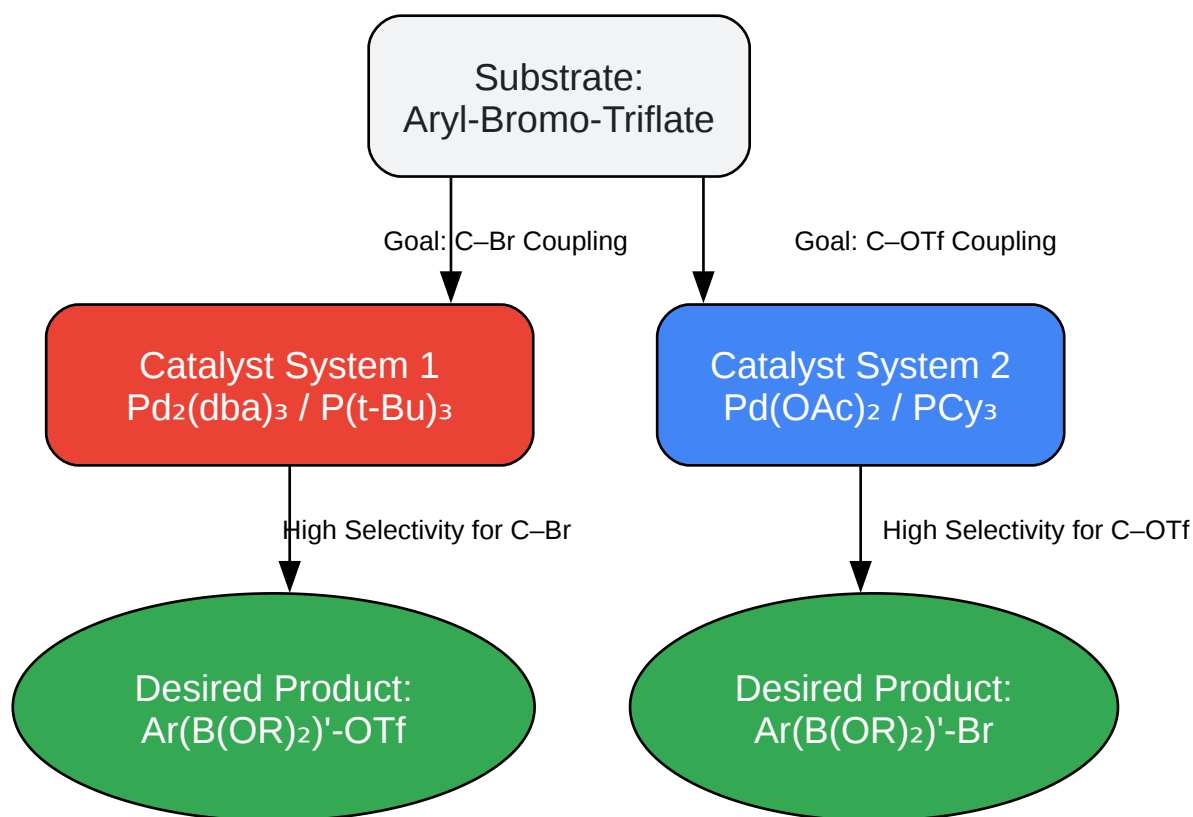 Substrate:
Aryl-Bromo-Triflate
Goal: C–Br Coupling
Goal: C–OTf Coupling
Catalyst System 1
Pd₂(dba)₃ / P(t-Bu)₃
Catalyst System 2
Pd(OAc)₂ / PCy₃
High Selectivity for C–Br
High Selectivity for C–OTf
Desired Product:
Ar(B(OR)₂)'-OTf
Desired Product:
Ar(B(OR)₂)'-Br